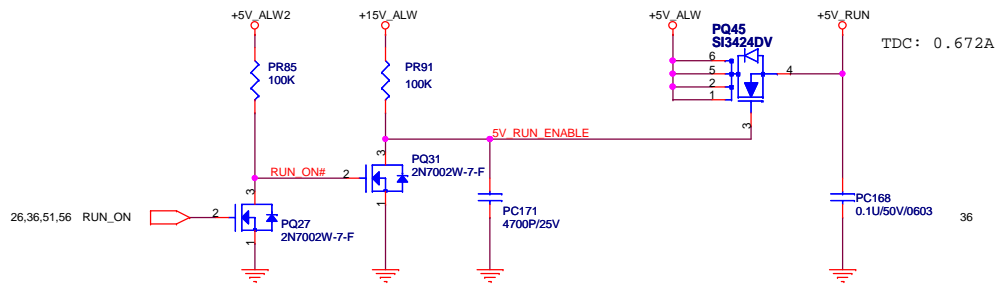 +5V_ALW2
+15V_ALW
+5V_ALW
+5V_RUN
PQ45
SI3424DV
TDC: 0.672A
PR85
100K
PR91
100K
6
5
2
1
4
3
5V_RUN_ENABLE
3
RUN_ON#
2
PQ31
2N7002W-7-F
3
1
26,36,51,56 RUN_ON
2
PQ27
2N7002W-7-F
1
PC171
4700P/25V
PC168
0.1U/50V/0603
36